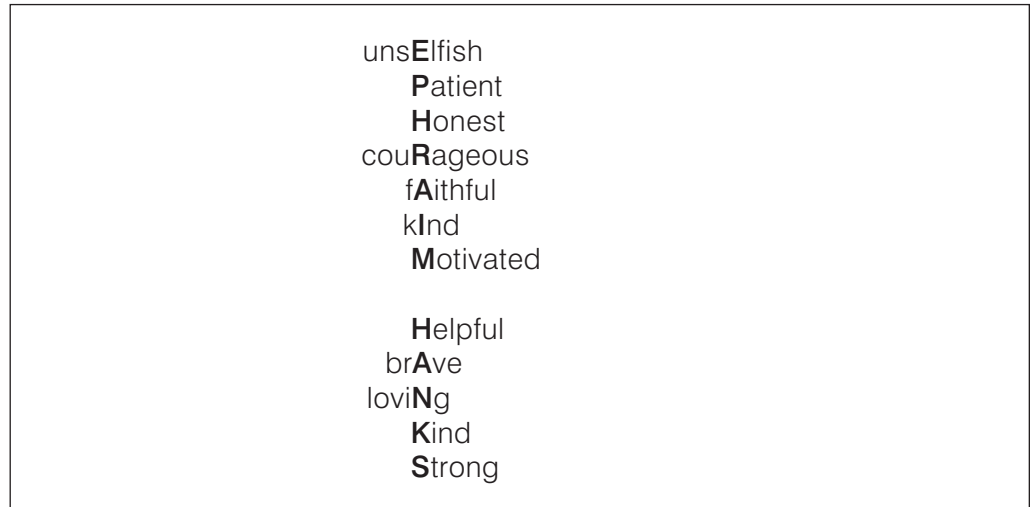 unsElfish
Patient
Honest
couRageous
fAithful
kInd
Motivated
Helpful
brAve
loviNg
Kind
Strong